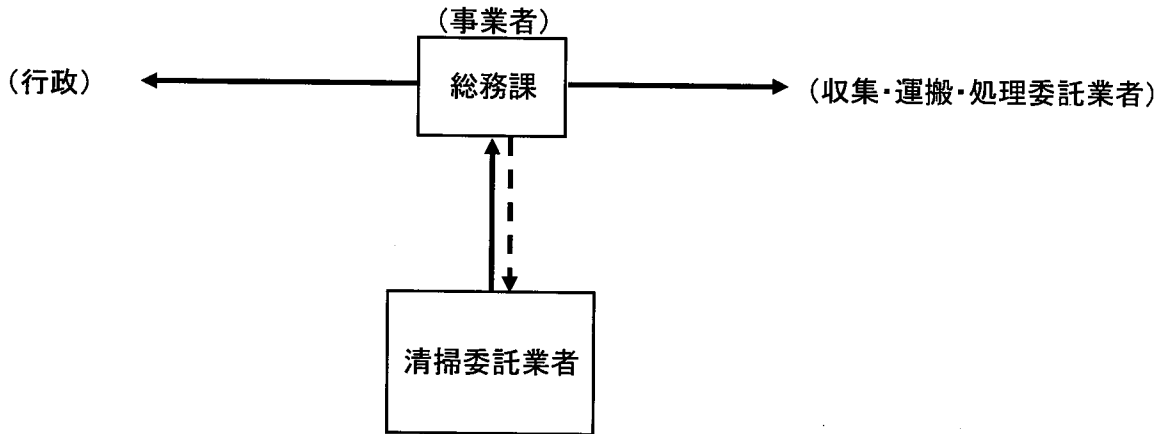 （事業者）
（行政）
総務課
（収集・運搬・処理委託業者）
清掃委託業者